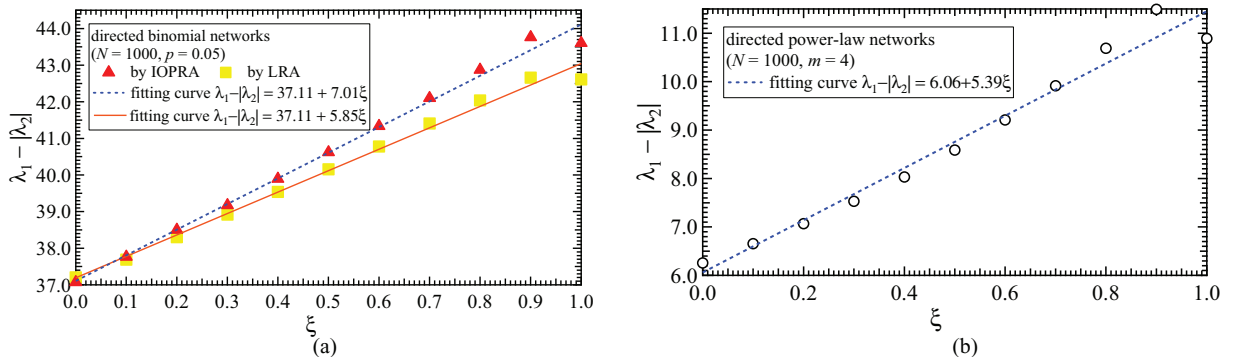 44.0
43.0
42.0
41.0
40.0
39.0
38.0
37.0
λ₁ − |λ₂|
directed binomial networks
(N = 1000, p = 0.05)
by IOPRA by LRA
fitting curve λ₁−|λ₂| = 37.11 + 7.01ξ
fitting curve λ₁−|λ₂| = 37.11 + 5.85ξ
0.0 0.1 0.2 0.3 0.4 0.5 0.6 0.7 0.8 0.9 1.0
ξ
(a)
11.0
10.0
9.0
8.0
7.0
6.0
λ₁ − |λ₂|
directed power-law networks
(N = 1000, m = 4)
fitting curve λ₁−|λ₂| = 6.06+5.39ξ
0.0 0.2 0.4 0.6 0.8 1.0
ξ
(b)